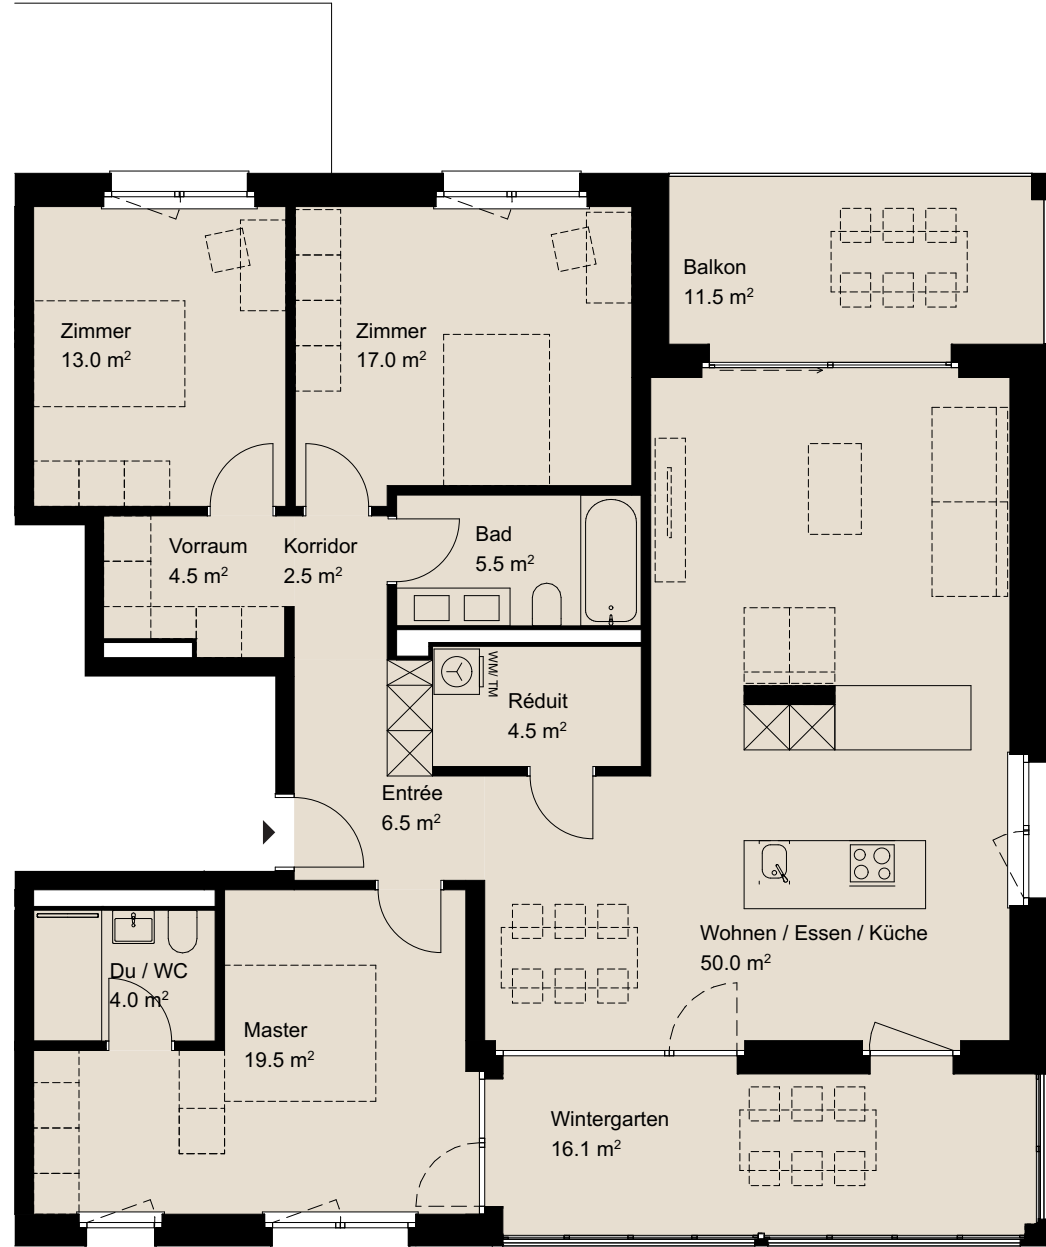 Balkon
11.5 m²
Zimmer
13.0 m²
Zimmer
17.0 m²
Vorraum
4.5 m²
Korridor
2.5 m²
Bad
5.5 m²
WM/TM
Réduit
4.5 m²
Entrée
6.5 m²
Wohnen / Essen / Küche
50.0 m²
Du / WC
4.0 m²
Master
19.5 m²
Wintergarten
16.1 m²